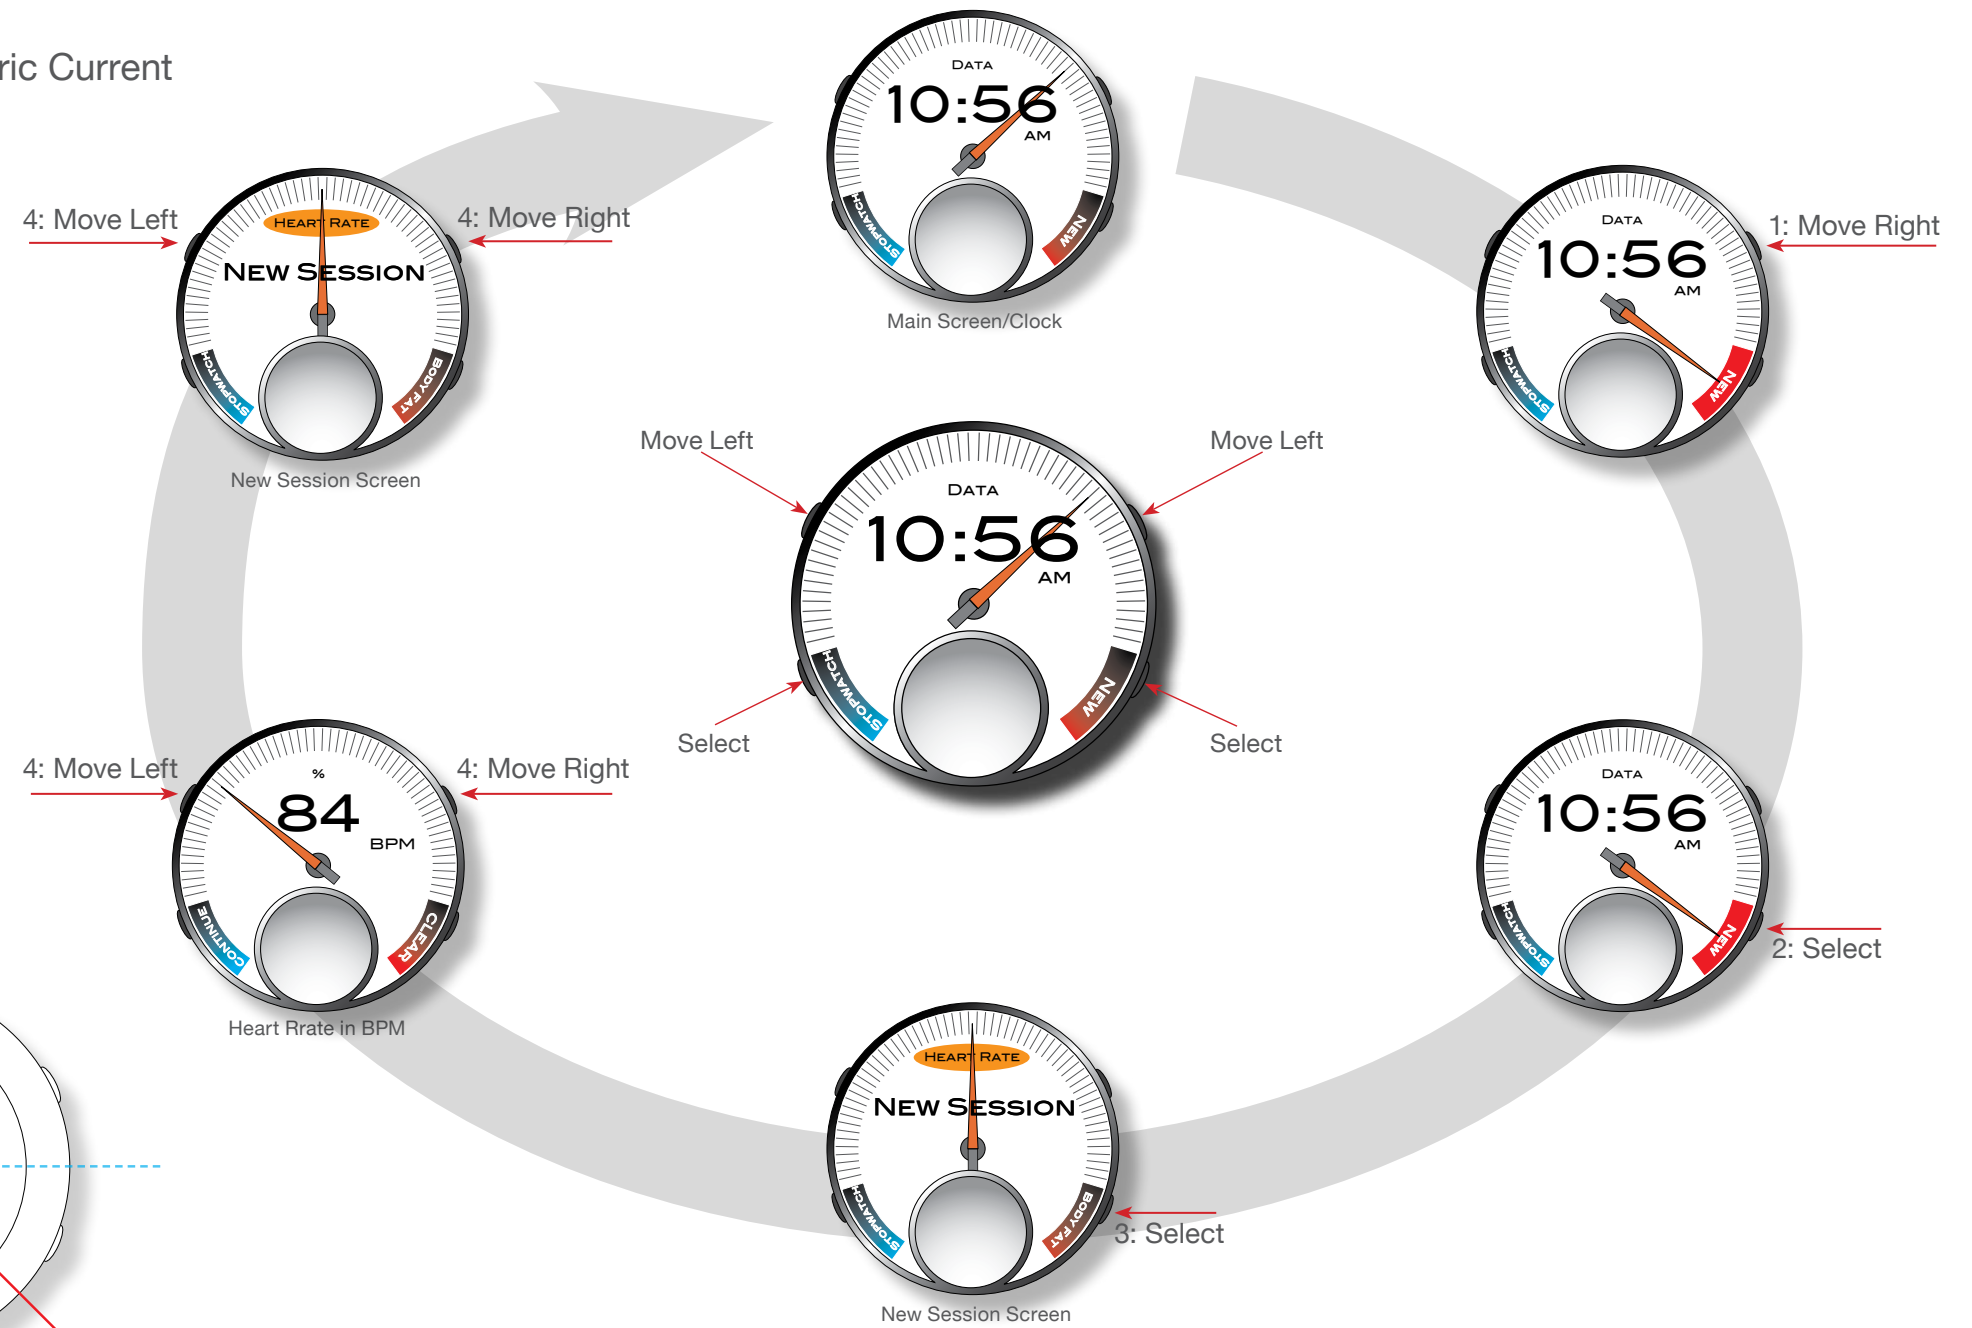 ric Current
DATA
10:56
AM
STOPWATCH
NEW
Main Screen/Clock
4: Move Left
4: Move Right
HEART RATE
NEW SESSION
STOPWATCH
BODY FAT
New Session Screen
1: Move Right
DATA
10:56
AM
STOPWATCH
NEW
Move Left
Move Left
DATA
10:56
AM
STOPWATCH
NEW
Select
Select
4: Move Left
4: Move Right
%
84
BPM
CONTINUE
CLEAR
Heart Rrate in BPM
DATA
10:56
AM
STOPWATCH
NEW
2: Select
HEART RATE
NEW SESSION
STOPWATCH
BODY FAT
3: Select
New Session Screen